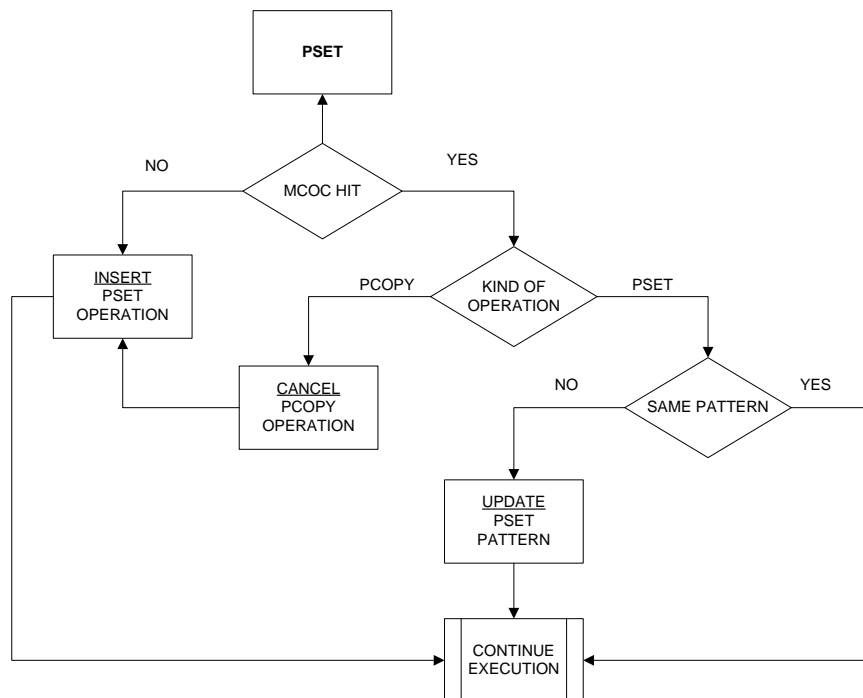 PSET
NO
YES
MCOC HIT
INSERT
PSET
OPERATION
PCOPY
KIND OF
OPERATION
PSET
CANCEL
PCOPY
OPERATION
NO
YES
SAME PATTERN
UPDATE
PSET
PATTERN
CONTINUE
EXECUTION